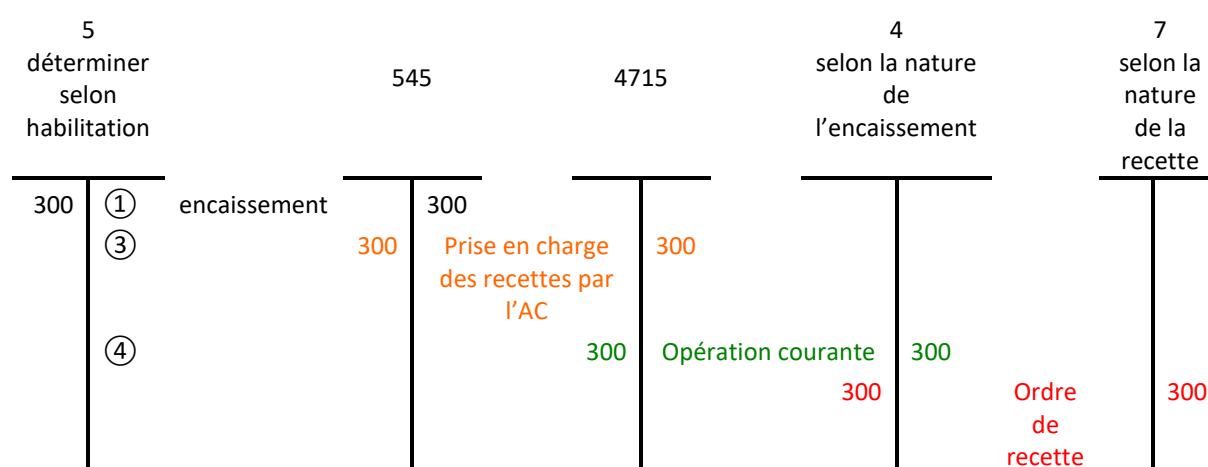 5
déterminer
selon
habilitation
545
4715
4
selon la nature
de
l’encaissement
7
selon la
nature
de la
recette
300 ① encaissement 300
③ 300 Prise en charge 300
des recettes par
l’AC
④ 300 Opération courante 300
300 Ordre 300
de
recette